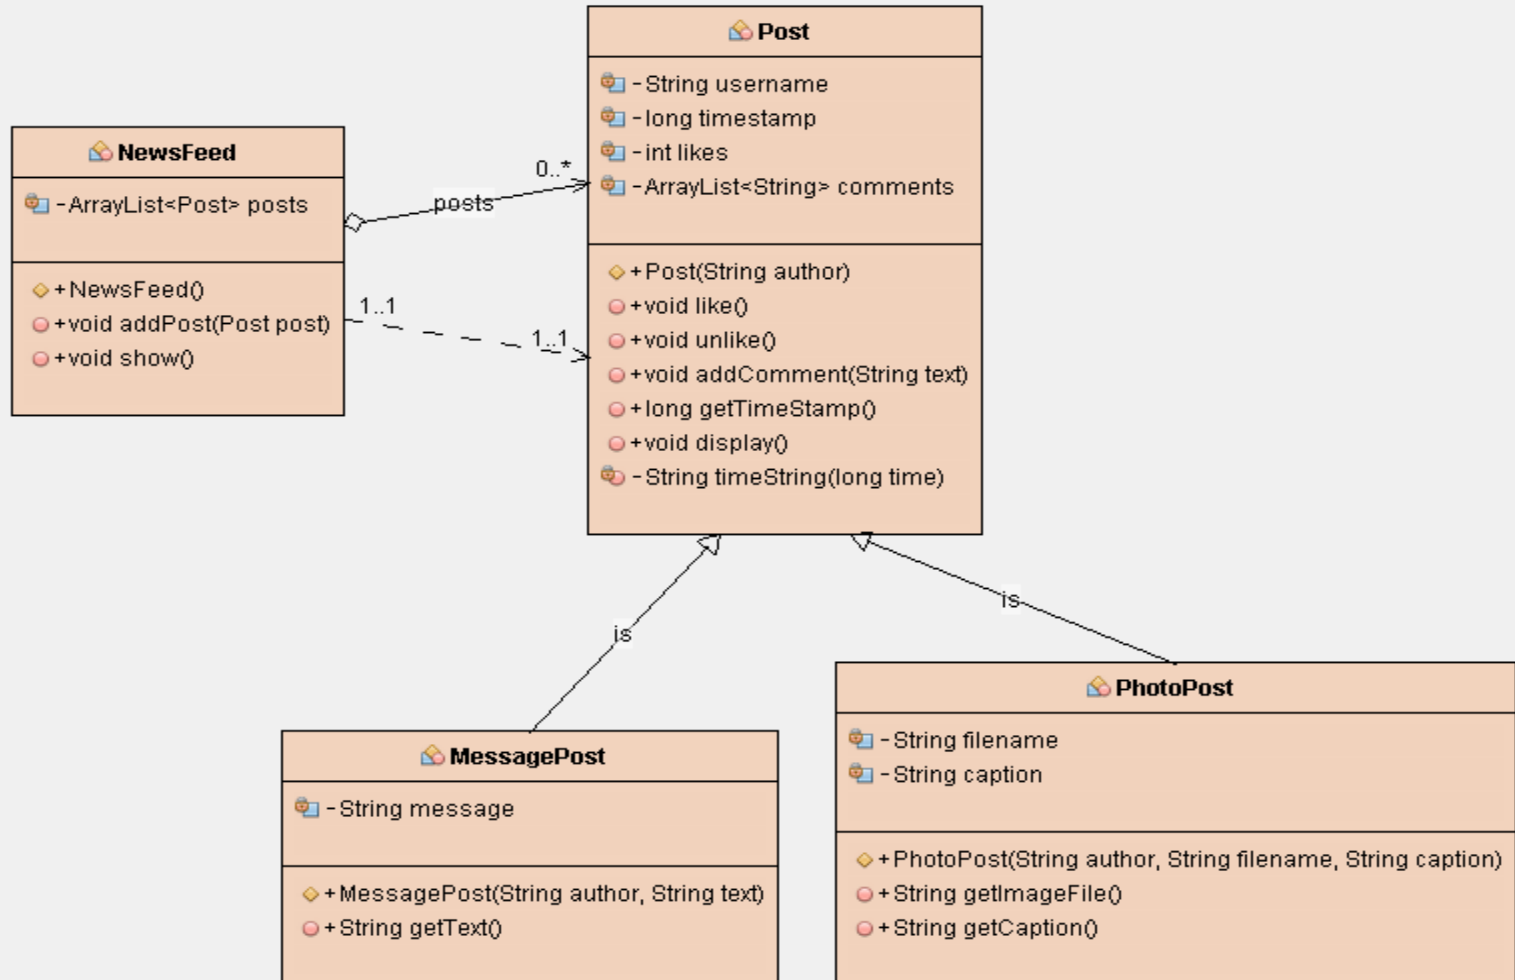 Post
- String username
- long timestamp
- int likes
- ArrayList<String> comments
+ Post(String author)
+ void like()
+ void unlike()
+ void addComment(String text)
+ long getTimeStamp()
+ void display()
- String timeString(long time)
NewsFeed
- ArrayList<Post> posts
+ NewsFeed()
+ void addPost(Post post)
+ void show()
0..*
posts
1..1
1..1
is
is
MessagePost
- String message
+ MessagePost(String author, String text)
+ String getText()
PhotoPost
- String filename
- String caption
+ PhotoPost(String author, String filename, String caption)
+ String getImageFile()
+ String getCaption()